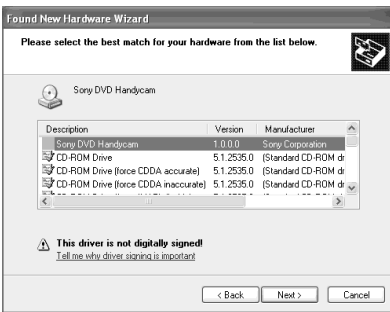 Found New Hardware Wizard
Please select the best match for your hardware from the list below.
Sony DVD Handycam
Description Version Manufacturer
Sony DVD Handycam 1.0.0.0 Sony Corporation
CD-ROM Drive 5.1.2535.0 (Standard CD-ROM dr
CD-ROM Drive (force CDDA accurate) 5.1.2535.0 (Standard CD-ROM dr
CD-ROM Drive (force CDDA inaccurate) 5.1.2535.0 (Standard CD-ROM dr
This driver is not digitally signed!
Tell me why driver signing is important
< Back Next > Cancel